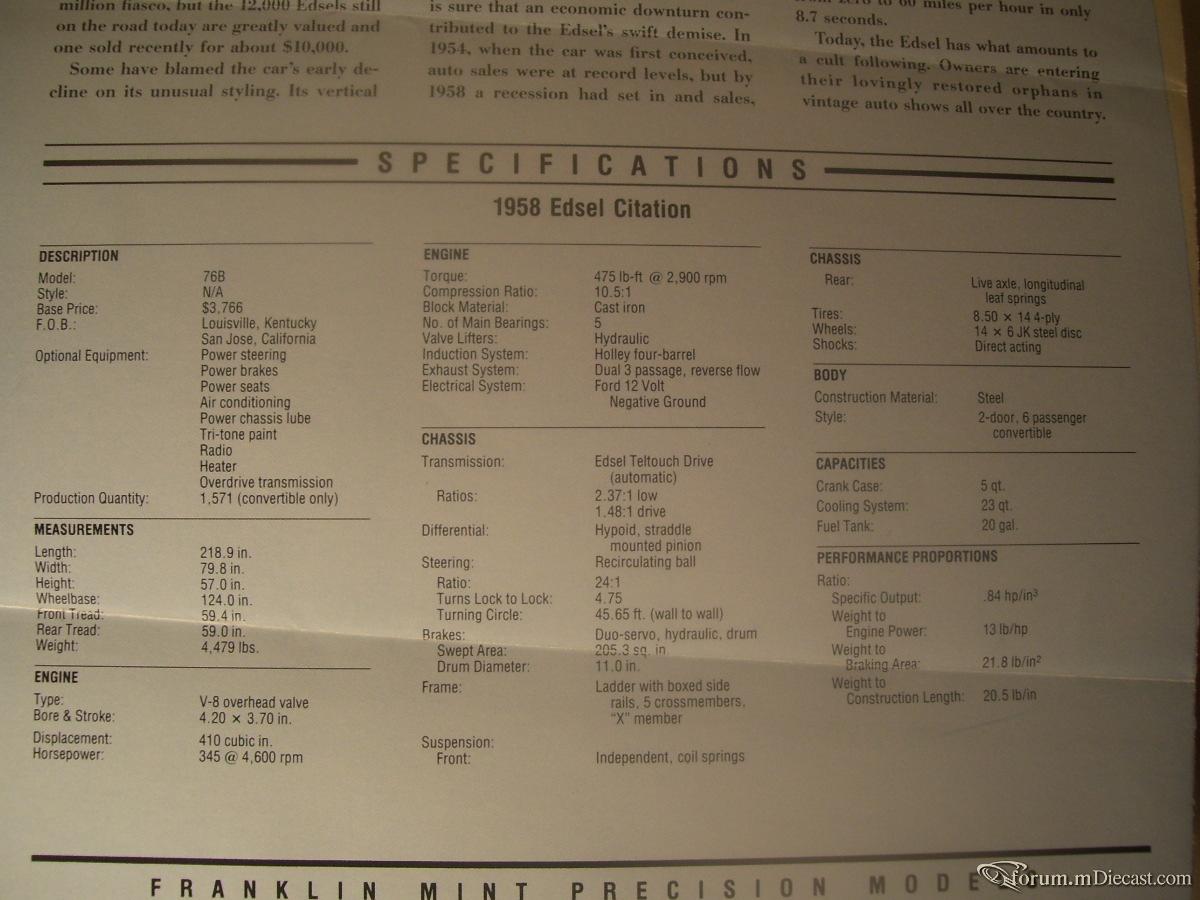 million fiasco, but the 12,000 Edsels still
on the road today are greatly valued and
one sold recently for about $10,000.
Some have blamed the car's early de-
cline on its unusual styling. Its vertical
is sure that an economic downturn con-
tributed to the Edsel's swift demise. In
1954, when the car was first conceived,
auto sales were at record levels, but by
1958 a recession had set in and sales,
from zero to 60 miles per hour in only
8.7 seconds.
Today, the Edsel has what amounts to
a cult following. Owners are entering
their lovingly restored orphans in
vintage auto shows all over the country.
SPECIFICATIONS
1958 Edsel Citation
DESCRIPTION
Model: 76B
Style: N/A
Base Price: $3,766
F.O.B.: Louisville, Kentucky
San Jose, California
Optional Equipment: Power steering
Power brakes
Power seats
Air conditioning
Power chassis lube
Tri-tone paint
Radio
Heater
Overdrive transmission
Production Quantity: 1,571 (convertible only)
MEASUREMENTS
Length: 218.9 in.
Width: 79.8 in.
Height: 57.0 in.
Wheelbase: 124.0 in.
Front Tread: 59.4 in.
Rear Tread: 59.0 in.
Weight: 4,479 lbs.
ENGINE
Type: V-8 overhead valve
Bore & Stroke: 4.20 × 3.70 in.
Displacement: 410 cubic in.
Horsepower: 345 @ 4,600 rpm
ENGINE
Torque: 475 lb-ft @ 2,900 rpm
Compression Ratio: 10.5:1
Block Material: Cast iron
No. of Main Bearings: 5
Valve Lifters: Hydraulic
Induction System: Holley four-barrel
Exhaust System: Dual 3 passage, reverse flow
Electrical System: Ford 12 Volt
Negative Ground
CHASSIS
Transmission: Edsel Teltouch Drive
(automatic)
Ratios: 2.37:1 low
1.48:1 drive
Differential: Hypoid, straddle
mounted pinion
Steering: Recirculating ball
Ratio: 24:1
Turns Lock to Lock: 4.75
Turning Circle: 45.65 ft. (wall to wall)
Brakes: Duo-servo, hydraulic, drum
Swept Area: 205.3 sq. in
Drum Diameter: 11.0 in.
Frame: Ladder with boxed side
rails, 5 crossmembers,
"X" member
Suspension:
Front: Independent, coil springs
CHASSIS
Rear: Live axle, longitudinal
leaf springs
Tires: 8.50 × 14 4-ply
Wheels: 14 × 6 JK steel disc
Shocks: Direct acting
BODY
Construction Material: Steel
Style: 2-door, 6 passenger
convertible
CAPACITIES
Crank Case: 5 qt.
Cooling System: 23 qt.
Fuel Tank: 20 gal.
PERFORMANCE PROPORTIONS
Ratio:
Specific Output: .84 hp/in³
Weight to
Engine Power: 13 lb/hp
Weight to
Braking Area: 21.8 lb/in²
Weight to
Construction Length: 20.5 lb/in
FRANKLIN MINT PRECISION MODELS
forum.mDiecast.com